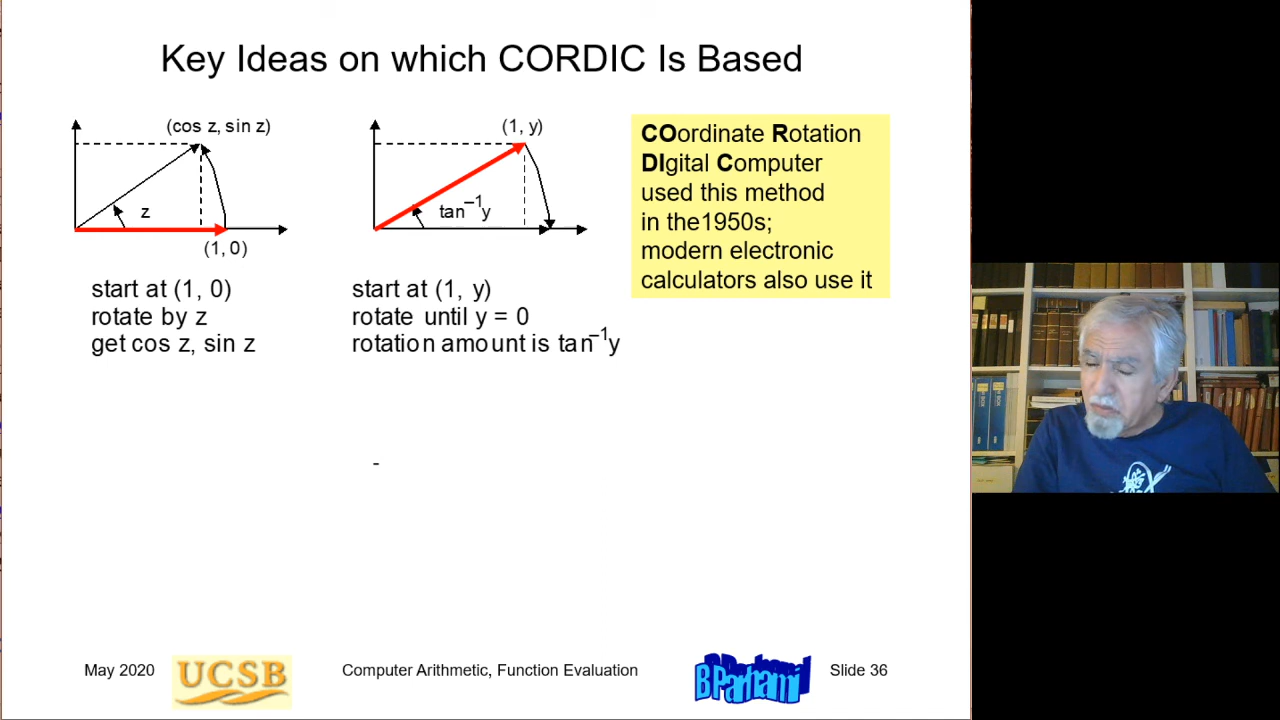 Key Ideas on which CORDIC Is Based
(cos z, sin z)
z
(1, 0)
start at (1, 0)
rotate by z
get cos z, sin z
(1, y)
tan⁻¹y
start at (1, y)
rotate until y = 0
rotation amount is tan⁻¹y
COordinate Rotation
DIgital Computer
used this method
in the1950s;
modern electronic
calculators also use it
-
May 2020
UCSB
Computer Arithmetic, Function Evaluation
B Parhami
Slide 36